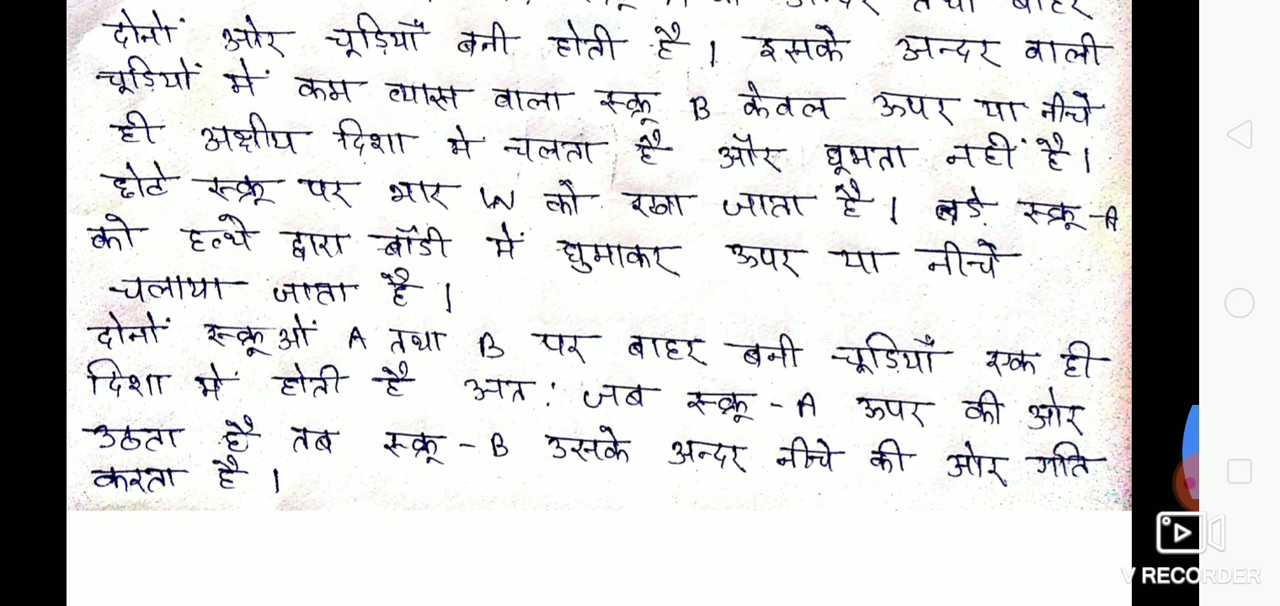 तथा बाहर
दोनों ओर चूड़ियाँ बनी होती है। इसके अन्दर वाली
चूड़ियों में कम व्यास वाला स्क्रू B केवल ऊपर या नीचे
ही अक्षीय दिशा मे चलता है और घूमता नहीं है।
छोटे स्क्रू पर भार W को रखा जाता है। बड़े स्क्रू-A
को हत्थे द्वारा बॉडी में घुमाकर ऊपर या नीचे
चलाया जाता है।
दोनों स्क्रूओं A तथा B पर बाहर बनी चूडियाँ एक ही
दिशा में होती है अत: जब स्क्रू-A ऊपर की ओर
उठता है तब स्क्रू-B उसके अन्दर नीचे की ओर गति
करता है।
V RECORDER